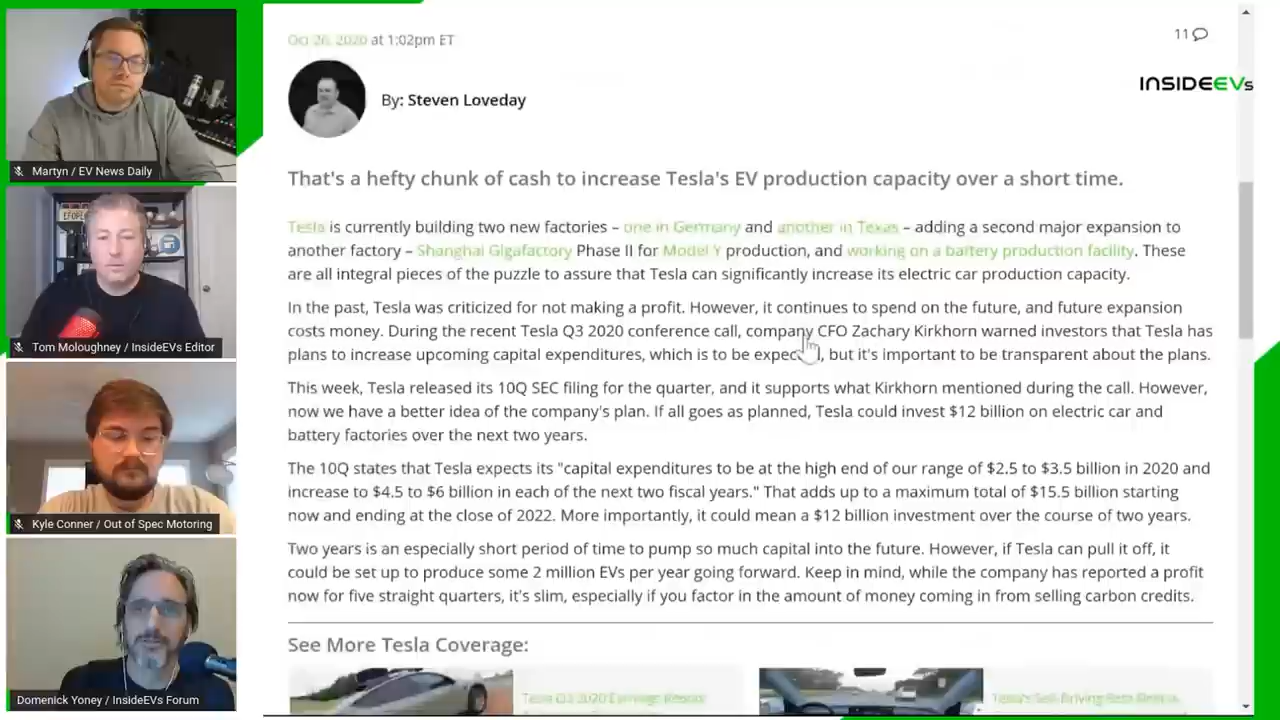 Oct 26, 2020 at 1:02pm ET
11
INSIDEEVs
By: Steven Loveday
That's a hefty chunk of cash to increase Tesla's EV production capacity over a short time.
Tesla is currently building two new factories – one in Germany and another in Texas – adding a second major expansion to
another factory – Shanghai Gigafactory Phase II for Model Y production, and working on a battery production facility. These
are all integral pieces of the puzzle to assure that Tesla can significantly increase its electric car production capacity.
In the past, Tesla was criticized for not making a profit. However, it continues to spend on the future, and future expansion
costs money. During the recent Tesla Q3 2020 conference call, company CFO Zachary Kirkhorn warned investors that Tesla has
plans to increase upcoming capital expenditures, which is to be expected, but it's important to be transparent about the plans.
This week, Tesla released its 10Q SEC filing for the quarter, and it supports what Kirkhorn mentioned during the call. However,
now we have a better idea of the company's plan. If all goes as planned, Tesla could invest $12 billion on electric car and
battery factories over the next two years.
The 10Q states that Tesla expects its "capital expenditures to be at the high end of our range of $2.5 to $3.5 billion in 2020 and
increase to $4.5 to $6 billion in each of the next two fiscal years." That adds up to a maximum total of $15.5 billion starting
now and ending at the close of 2022. More importantly, it could mean a $12 billion investment over the course of two years.
Two years is an especially short period of time to pump so much capital into the future. However, if Tesla can pull it off, it
could be set up to produce some 2 million EVs per year going forward. Keep in mind, while the company has reported a profit
now for five straight quarters, it's slim, especially if you factor in the amount of money coming in from selling carbon credits.
See More Tesla Coverage:
Tesla Q3 2020 Earnings Report
Tesla's Self-Driving Beta
Martyn / EV News Daily
Tom Moloughney / InsideEVs Editor
Kyle Conner / Out of Spec Motoring
Domenick Yoney / InsideEVs Forum